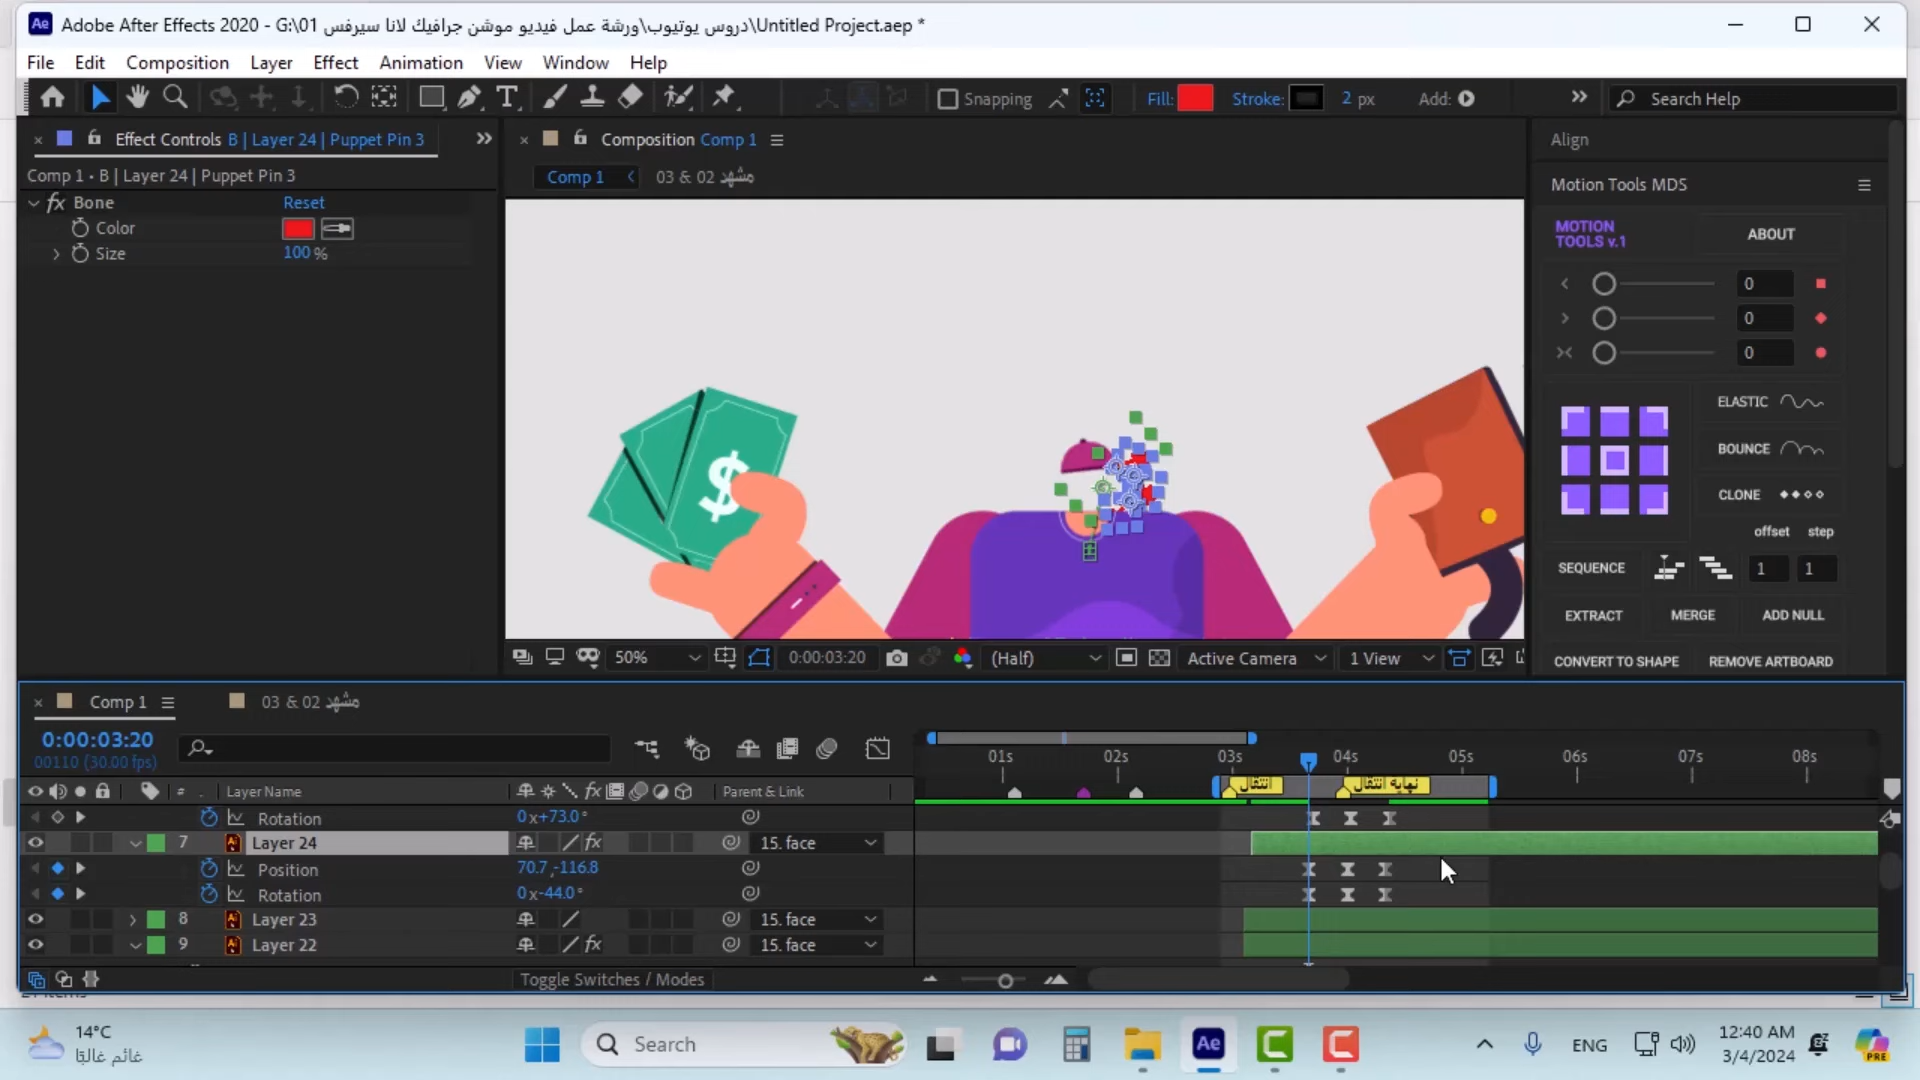 Adobe After Effects 2020 - G:\01 دروس يوتيوب\ورشة عمل فيديو موشن جرافيك لانا سيرفس\Untitled Project.aep *
File Edit Composition Layer Effect Animation View Window Help
Snapping Fill: Stroke: 2 px Add: Search Help
Effect Controls B | Layer 24 | Puppet Pin 3
Composition Comp 1
Align
Comp 1 • B | Layer 24 | Puppet Pin 3
Comp 1
مشهد 02 & 03
Motion Tools MDS
fx Bone Reset
Color
Size 100 %
MOTION TOOLS v.1 ABOUT
0
0
0
ELASTIC
BOUNCE
CLONE
offset step
SEQUENCE 1 1
EXTRACT MERGE ADD NULL
CONVERT TO SHAPE REMOVE ARTBOARD
$
50% 0:00:03:20 (Half) Active Camera 1 View
Comp 1
مشهد 02 & 03
0:00:03:20
00110 (30.00 fps)
01s 02s 03s 04s 05s 06s 07s 08s
انتقال
نهاية انتقال
# Layer Name fx Parent & Link
Rotation 0x+73.0°
7 Layer 24 fx 15. face
Position 70.7,-116.8
Rotation 0x-44.0°
8 Layer 23 15. face
9 Layer 22 fx 15. face
Toggle Switches / Modes
14°C
غائم غالبًا
Search
Ae
ENG
12:40 AM
3/4/2024
PRE